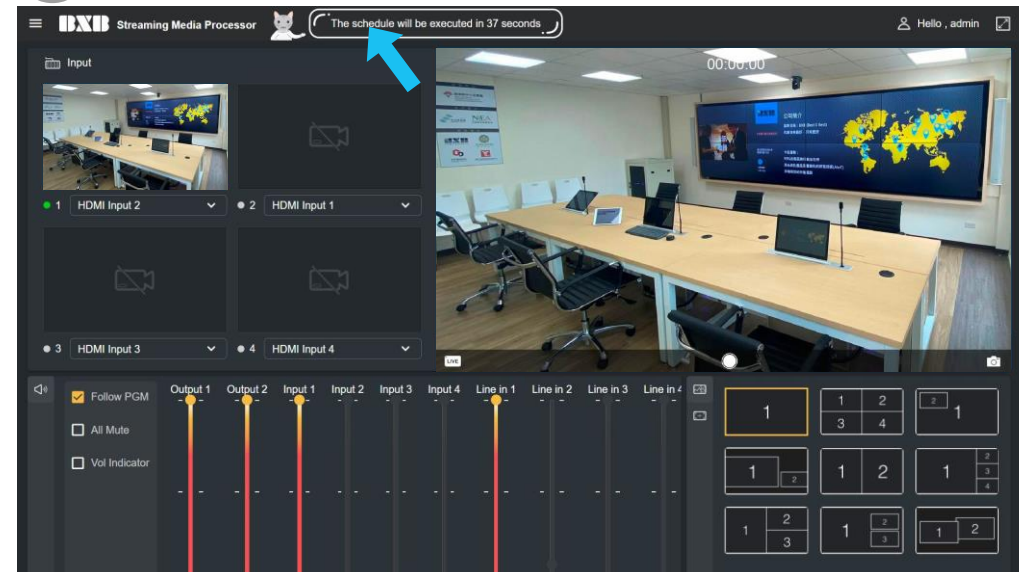 BXB Streaming Media Processor
The schedule will be executed in 37 seconds
Hello , admin
Input
00:00:00
1 HDMI Input 2
2 HDMI Input 1
3 HDMI Input 3
4 HDMI Input 4
LIVE
Follow PGM
All Mute
Vol Indicator
Output 1 Output 2 Input 1 Input 2 Input 3 Input 4 Line in 1 Line in 2 Line in 3 Line in 4
1
1 2
3 4
2 1
1 2
1 2
1 2 3 4
1 2 3
1 2 3
1 2